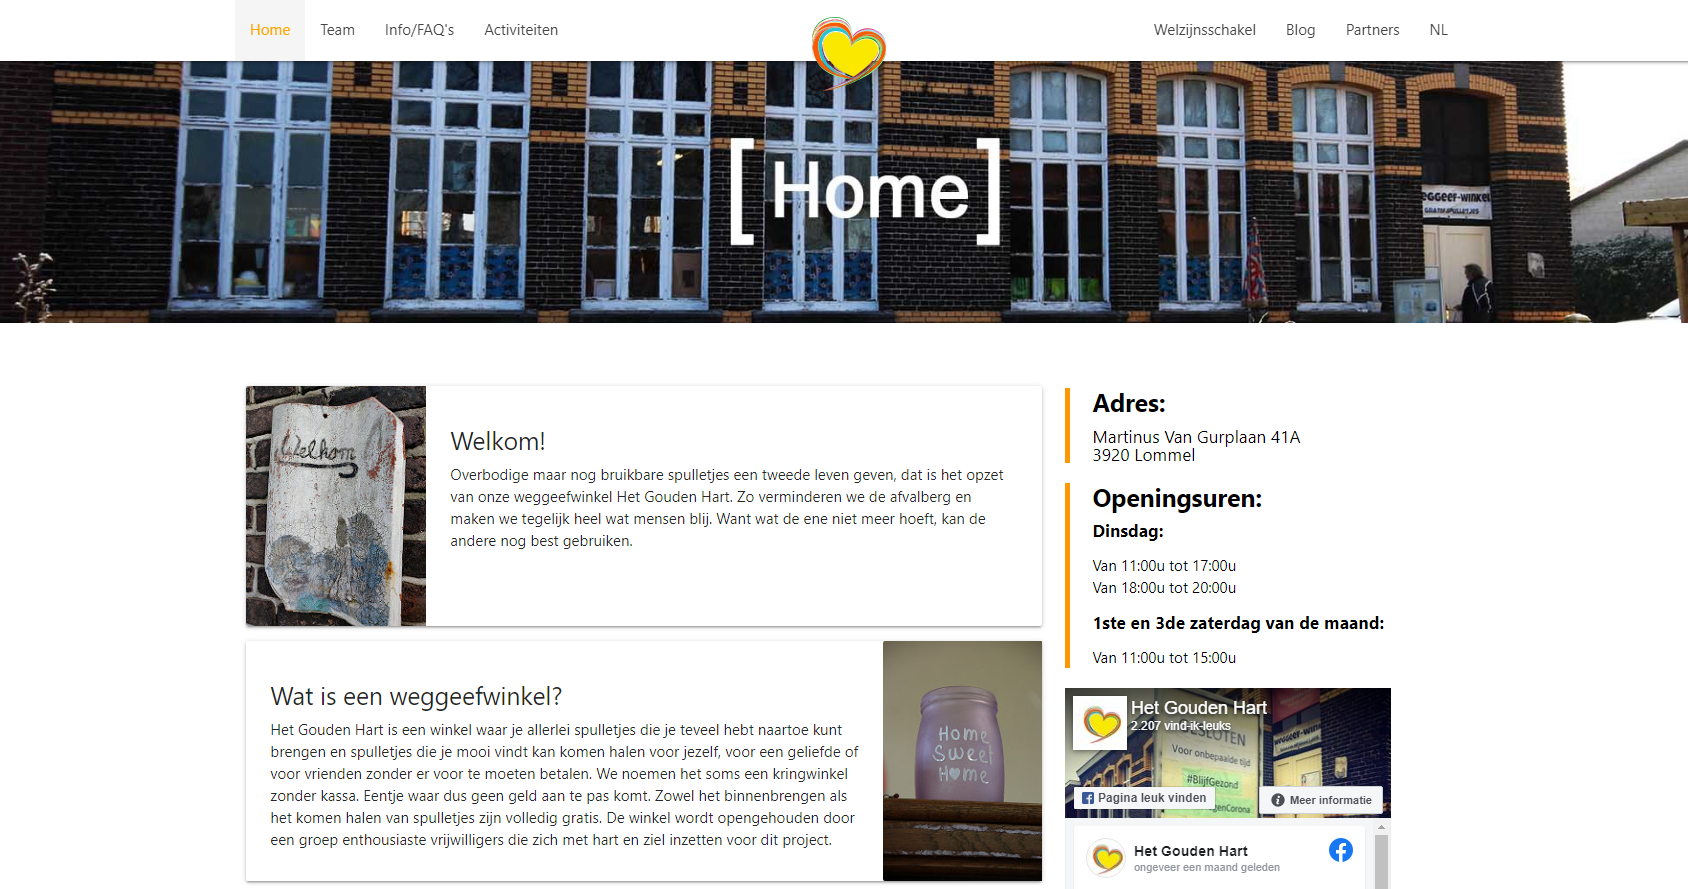 Home
Team
Info/FAQ's
Activiteiten
Welzijnsschakel
Blog
Partners
NL
[Home]
GRATIS SPULLETJES
Welkom
Welkom!
Overbodige maar nog bruikbare spulletjes een tweede leven geven, dat is het opzet
van onze weggeefwinkel Het Gouden Hart. Zo verminderen we de afvalberg en
maken we tegelijk heel wat mensen blij. Want wat de ene niet meer hoeft, kan de
andere nog best gebruiken.
Wat is een weggeefwinkel?
Het Gouden Hart is een winkel waar je allerlei spulletjes die je teveel hebt naartoe kunt
brengen en spulletjes die je mooi vindt kan komen halen voor jezelf, voor een geliefde of
voor vrienden zonder er voor te moeten betalen. We noemen het soms een kringwinkel
zonder kassa. Eentje waar dus geen geld aan te pas komt. Zowel het binnenbrengen als
het komen halen van spulletjes zijn volledig gratis. De winkel wordt opengehouden door
een groep enthousiaste vrijwilligers die zich met hart en ziel inzetten voor dit project.
Home
Sweet
Home
Adres:
Martinus Van Gurplaan 41A
3920 Lommel
Openingsuren:
Dinsdag:
Van 11:00u tot 17:00u
Van 18:00u tot 20:00u
1ste en 3de zaterdag van de maand:
Van 11:00u tot 15:00u
Het Gouden Hart
2.207 vind-ik-leuks
Voor onbepaalde tijd
#BlijfGezond
Pagina leuk vinden
Meer informatie
Het Gouden Hart
ongeveer een maand geleden